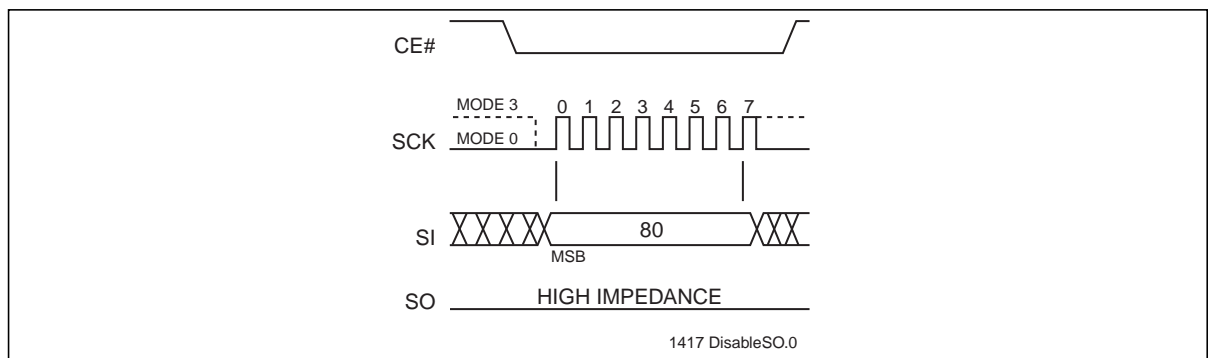 CE#
MODE 3 0 1 2 3 4 5 6 7
SCK MODE 0
SI 80
MSB
SO HIGH IMPEDANCE
1417 DisableSO.0